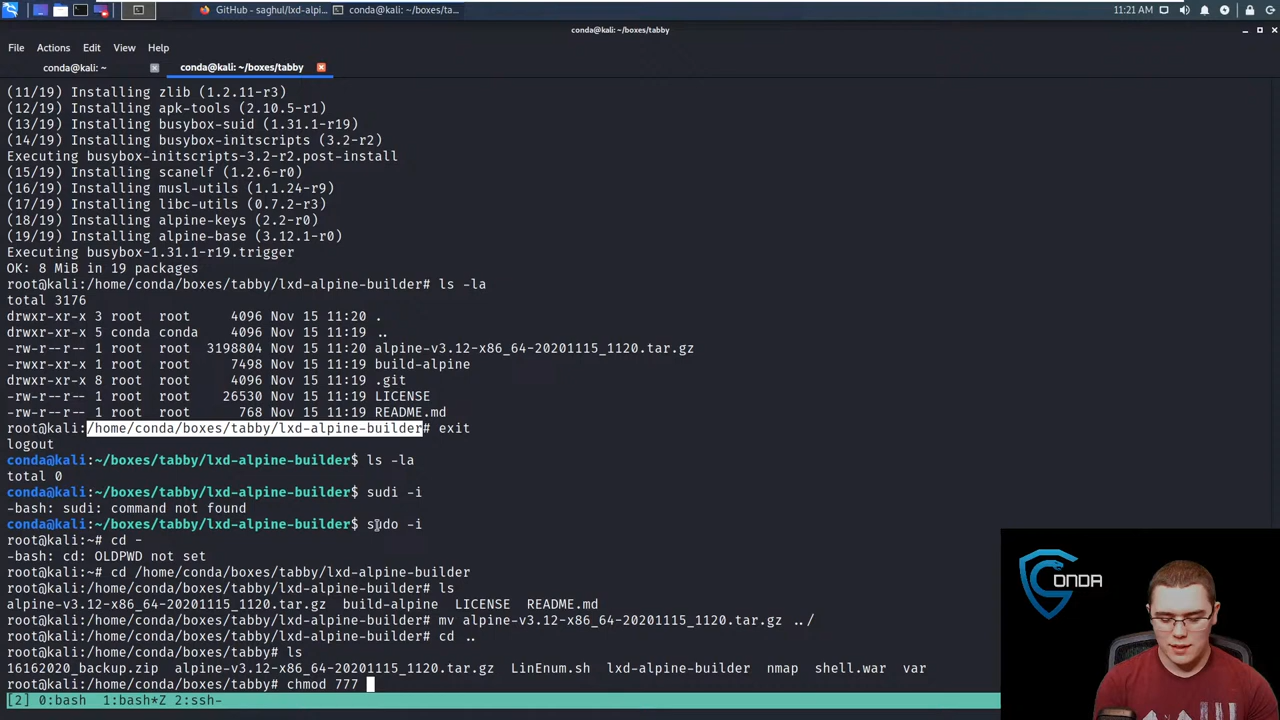 GitHub - saghul/lxd-alpi... conda@kali: ~/boxes/ta... 11:21 AM
conda@kali: ~/boxes/tabby
File Actions Edit View Help
conda@kali: ~ conda@kali: ~/boxes/tabby
(11/19) Installing zlib (1.2.11-r3)
(12/19) Installing apk-tools (2.10.5-r1)
(13/19) Installing busybox-suid (1.31.1-r19)
(14/19) Installing busybox-initscripts (3.2-r2)
Executing busybox-initscripts-3.2-r2.post-install
(15/19) Installing scanelf (1.2.6-r0)
(16/19) Installing musl-utils (1.1.24-r9)
(17/19) Installing libc-utils (0.7.2-r3)
(18/19) Installing alpine-keys (2.2-r0)
(19/19) Installing alpine-base (3.12.1-r0)
Executing busybox-1.31.1-r19.trigger
OK: 8 MiB in 19 packages
root@kali:/home/conda/boxes/tabby/lxd-alpine-builder# ls -la
total 3176
drwxr-xr-x 3 root root 4096 Nov 15 11:20 .
drwxr-xr-x 5 conda conda 4096 Nov 15 11:19 ..
-rw-r--r-- 1 root root 3198804 Nov 15 11:20 alpine-v3.12-x86_64-20201115_1120.tar.gz
-rw-r--r-- 1 root root 7498 Nov 15 11:19 build-alpine
drwxr-xr-x 8 root root 4096 Nov 15 11:19 .git
-rw-r--r-- 1 root root 26530 Nov 15 11:19 LICENSE
-rw-r--r-- 1 root root 768 Nov 15 11:19 README.md
root@kali:/home/conda/boxes/tabby/lxd-alpine-builder# exit
logout
conda@kali:~/boxes/tabby/lxd-alpine-builder$ ls -la
total 0
conda@kali:~/boxes/tabby/lxd-alpine-builder$ sudi -i
-bash: sudi: command not found
conda@kali:~/boxes/tabby/lxd-alpine-builder$ sudo -i
root@kali:~# cd -
-bash: cd: OLDPWD not set
root@kali:~# cd /home/conda/boxes/tabby/lxd-alpine-builder
root@kali:/home/conda/boxes/tabby/lxd-alpine-builder# ls
alpine-v3.12-x86_64-20201115_1120.tar.gz build-alpine LICENSE README.md
root@kali:/home/conda/boxes/tabby/lxd-alpine-builder# mv alpine-v3.12-x86_64-20201115_1120.tar.gz ../
root@kali:/home/conda/boxes/tabby/lxd-alpine-builder# cd ..
root@kali:/home/conda/boxes/tabby# ls
16162020_backup.zip alpine-v3.12-x86_64-20201115_1120.tar.gz LinEnum.sh lxd-alpine-builder nmap shell.war var
root@kali:/home/conda/boxes/tabby# chmod 777
[2] 0:bash 1:bash*Z 2:ssh-
CONDA